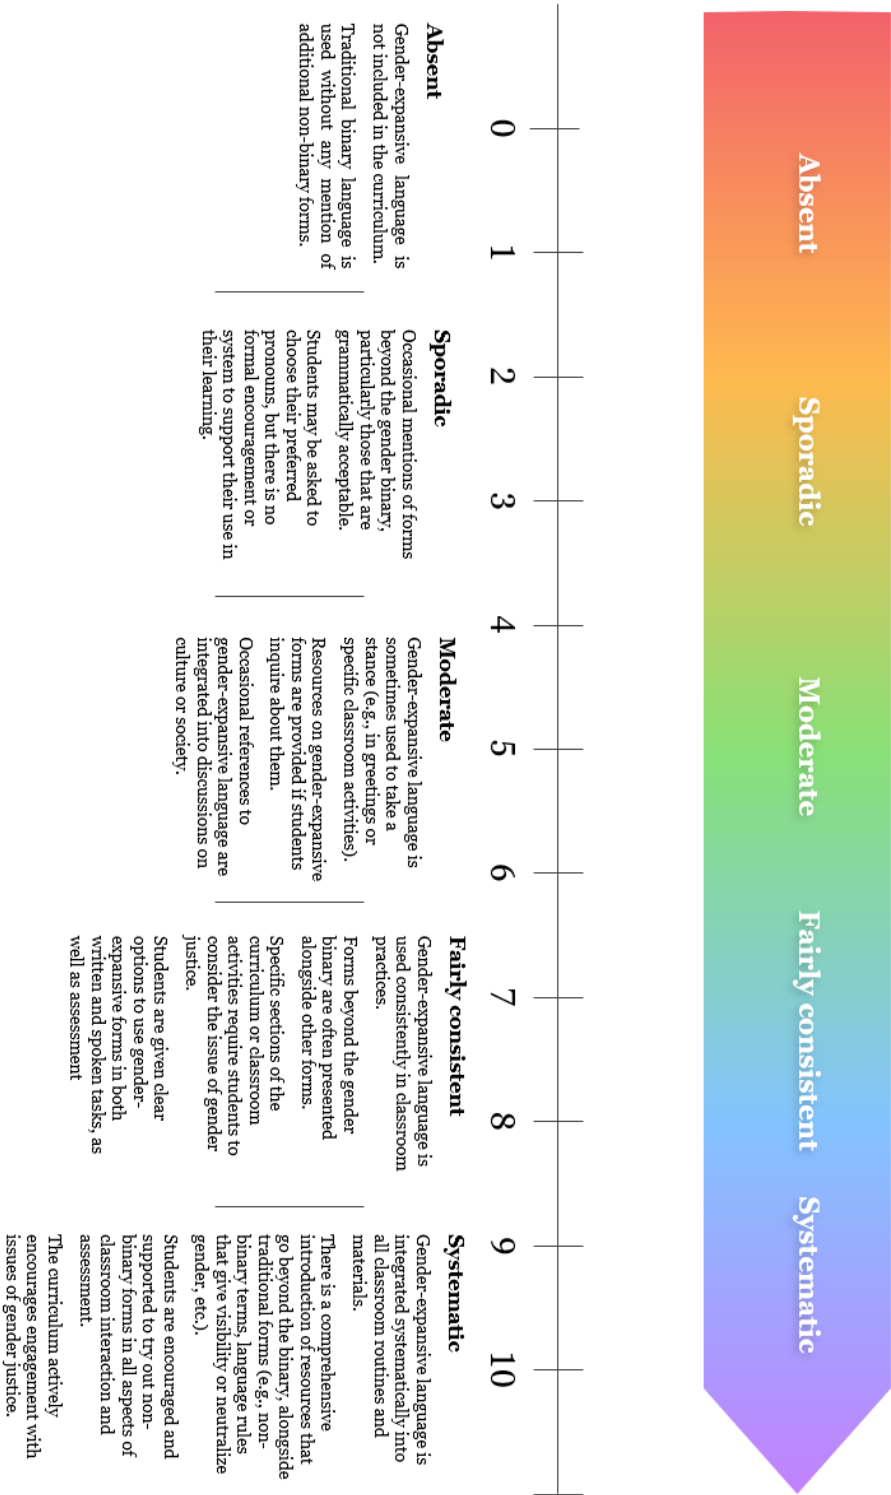 Absent
Sporadic
Moderate
Fairly consistent
Systematic
0
1
2
3
4
5
6
7
8
9
10
Absent
Gender-expansive language is
not included in the curriculum.
Traditional binary language is
used without any mention of
additional non-binary forms.
Sporadic
Occasional mentions of forms
beyond the gender binary,
particularly those that are
grammatically acceptable.
Students may be asked to
choose their preferred
pronouns, but there is no
formal encouragement or
system to support their use in
their learning.
Moderate
Gender-expansive language is
sometimes used to take a
stance (e.g., in greetings or
specific classroom activities).
Resources on gender-expansive
forms are provided if students
inquire about them.
Occasional references to
gender-expansive language are
integrated into discussions on
culture or society.
Fairly consistent
Gender-expansive language is
used consistently in classroom
practices.
Forms beyond the gender
binary are often presented
alongside other forms.
Specific sections of the
curriculum or classroom
activities require students to
consider the issue of gender
justice.
Students are given clear
options to use gender-
expansive forms in both
written and spoken tasks, as
well as assessment
Systematic
Gender-expansive language is
integrated systematically into
all classroom routines and
materials.
There is a comprehensive
introduction of resources that
go beyond the binary, alongside
traditional forms (e.g., non-
binary terms, language rules
that give visibility or neutralize
gender, etc.).
Students are encouraged and
supported to try out non-
binary forms in all aspects of
classroom interaction and
assessment.
The curriculum actively
encourages engagement with
issues of gender justice.